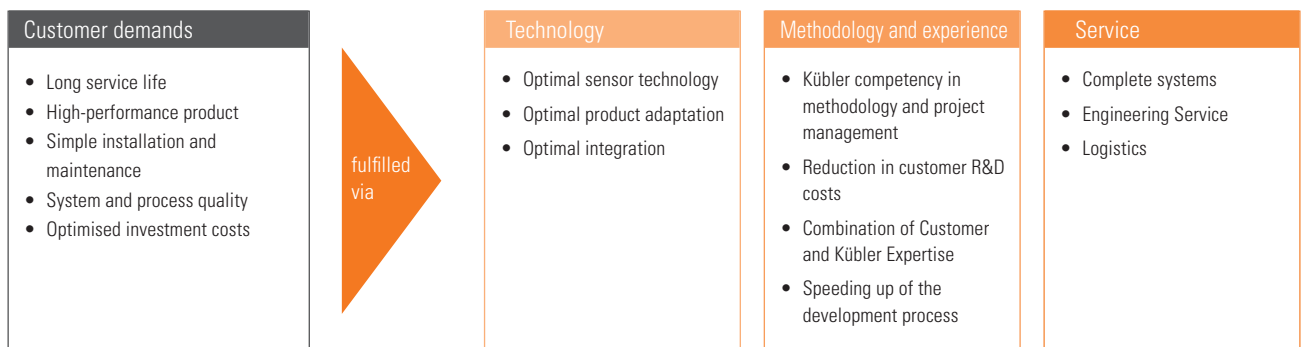 Customer demands
• Long service life
• High-performance product
• Simple installation and
maintenance
• System and process quality
• Optimised investment costs
fulfilled
via
Technology
• Optimal sensor technology
• Optimal product adaptation
• Optimal integration
Methodology and experience
• Kübler competency in
methodology and project
management
• Reduction in customer R&D
costs
• Combination of Customer
and Kübler Expertise
• Speeding up of the
development process
Service
• Complete systems
• Engineering Service
• Logistics